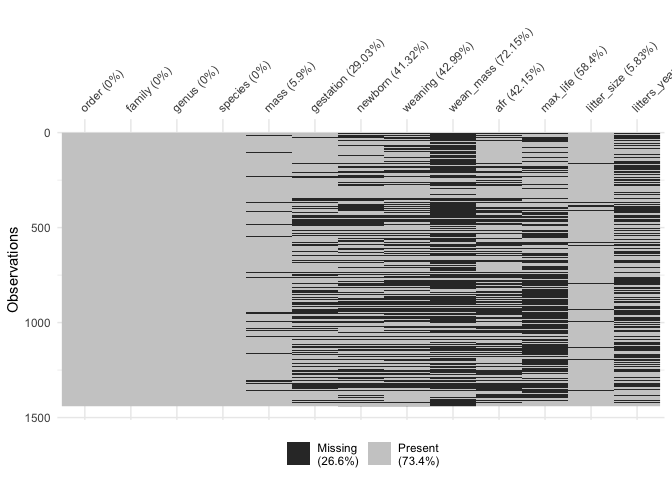 order (0%)
family (0%)
genus (0%)
species (0%)
mass (5.9%)
gestation (29.03%)
newborn (41.32%)
weaning (42.99%)
wean_mass (72.15%)
afr (42.15%)
max_life (58.4%)
litter_size (5.83%)
litters_year
0
500
1000
1500
Observations
Missing
(26.6%)
Present
(73.4%)